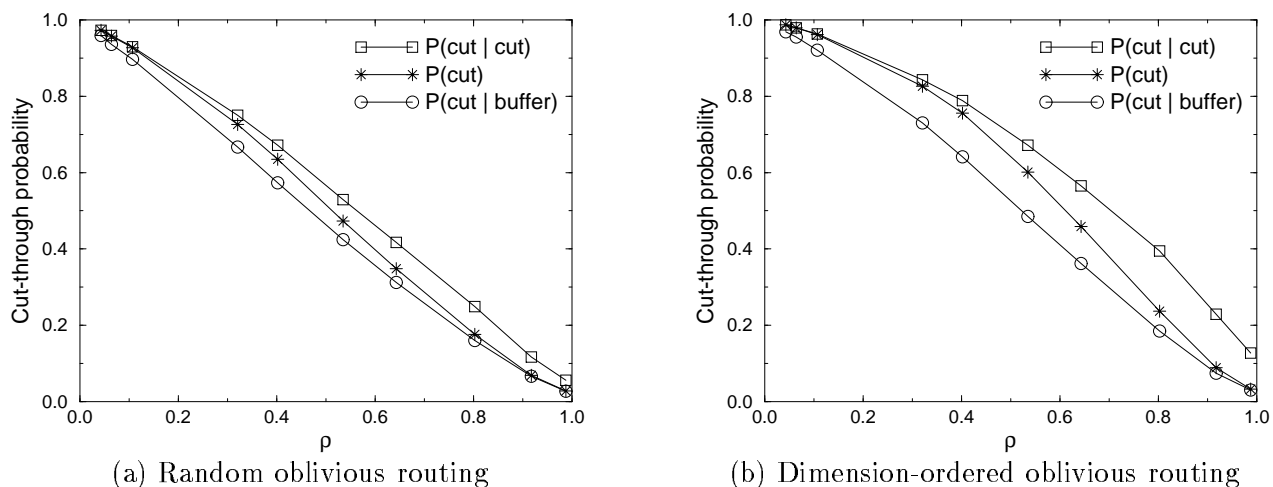 Cut-through probability
1.0
0.8
0.6
0.4
0.2
0.0
P(cut | cut)
P(cut)
P(cut | buffer)
0.0 0.2 0.4 0.6 0.8 1.0
ρ
(a) Random oblivious routing
Cut-through probability
1.0
0.8
0.6
0.4
0.2
0.0
P(cut | cut)
P(cut)
P(cut | buffer)
0.0 0.2 0.4 0.6 0.8 1.0
ρ
(b) Dimension-ordered oblivious routing